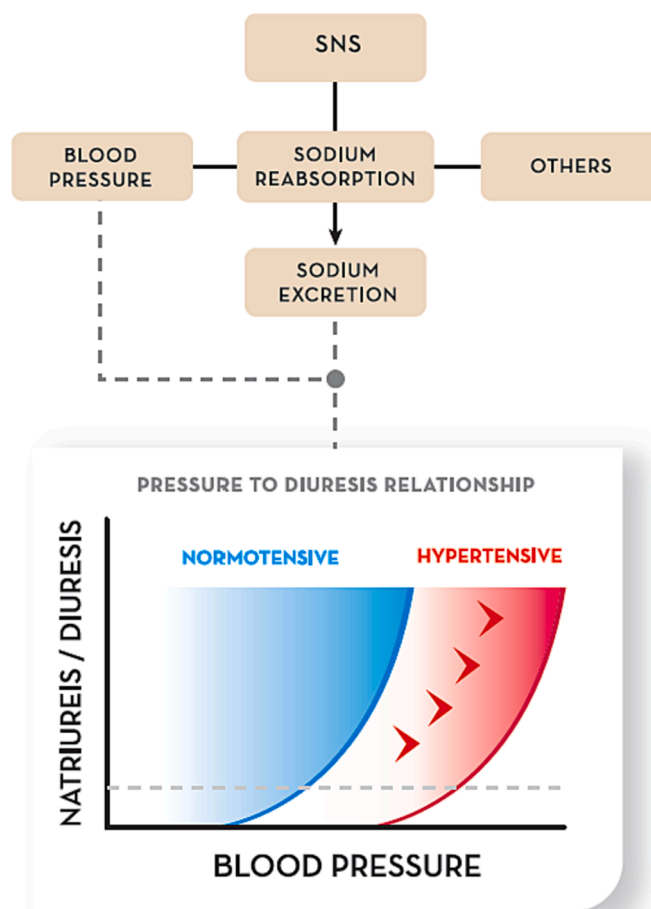 SNS
BLOOD
PRESSURE
SODIUM
REABSORPTION
OTHERS
SODIUM
EXCRETION
PRESSURE TO DIURESIS RELATIONSHIP
NORMOTENSIVE
HYPERTENSIVE
NATRIUREIS / DIURESIS
BLOOD PRESSURE